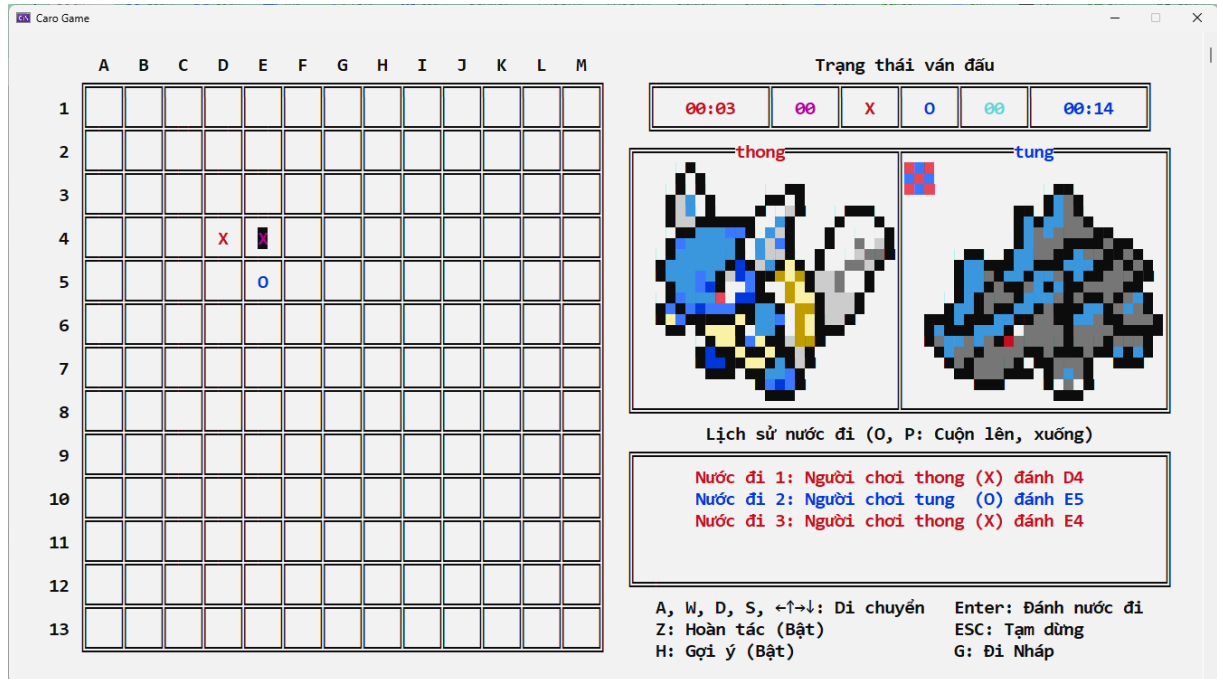 Caro Game
A B C D E F G H I J K L M
1
2
3
4 X X
5 O
6
7
8
9
10
11
12
13
Trạng thái ván đấu
00:03 00 X O 00 00:14
thong tung
Lịch sử nước đi (O, P: Cuộn lên, xuống)
Nước đi 1: Người chơi thong (X) đánh D4
Nước đi 2: Người chơi tung (O) đánh E5
Nước đi 3: Người chơi thong (X) đánh E4
A, W, D, S, ←↑→↓: Di chuyển Enter: Đánh nước đi
Z: Hoàn tác (Bật) ESC: Tạm dừng
H: Gợi ý (Bật) G: Đi Nháp